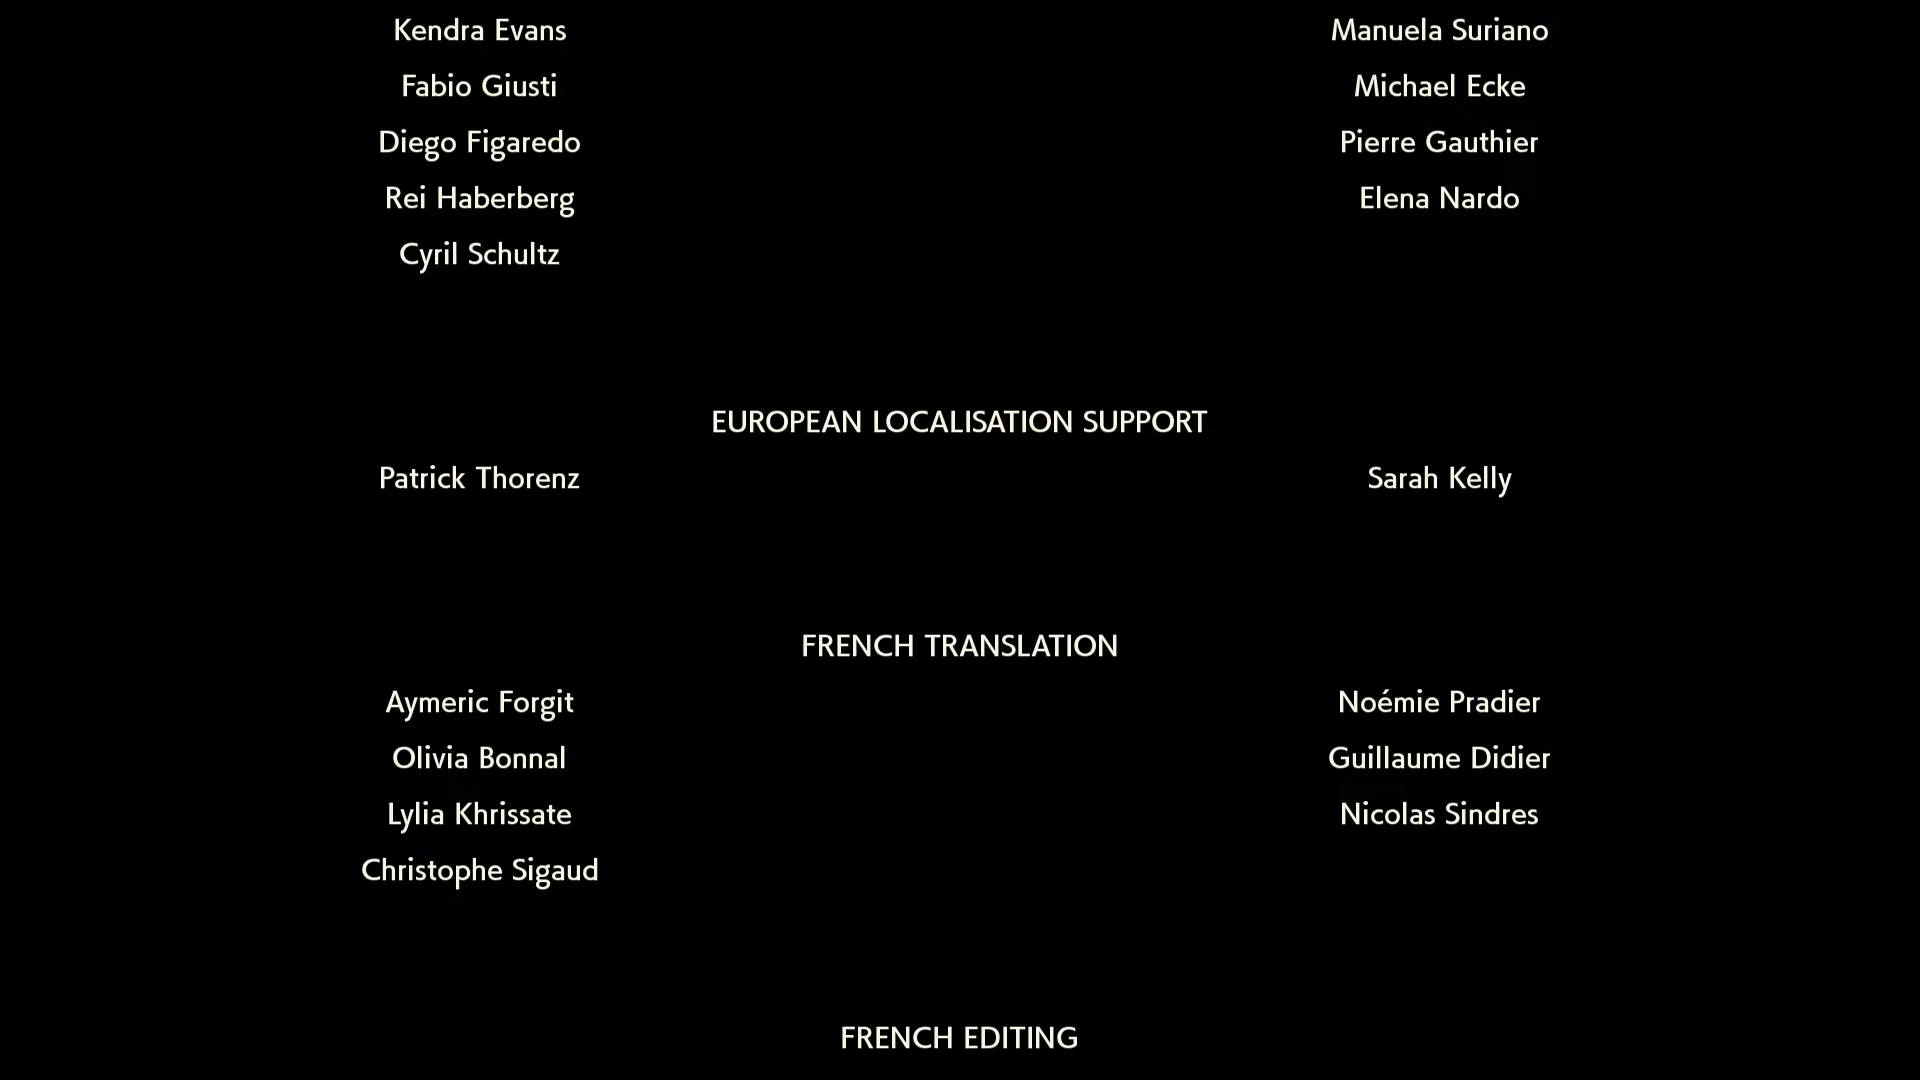 Kendra Evans Manuela Suriano
Fabio Giusti Michael Ecke
Diego Figaredo Pierre Gauthier
Rei Haberberg Elena Nardo
Cyril Schultz
EUROPEAN LOCALISATION SUPPORT
Patrick Thorenz Sarah Kelly
FRENCH TRANSLATION
Aymeric Forgit Noémie Pradier
Olivia Bonnal Guillaume Didier
Lylia Khrissate Nicolas Sindres
Christophe Sigaud
FRENCH EDITING